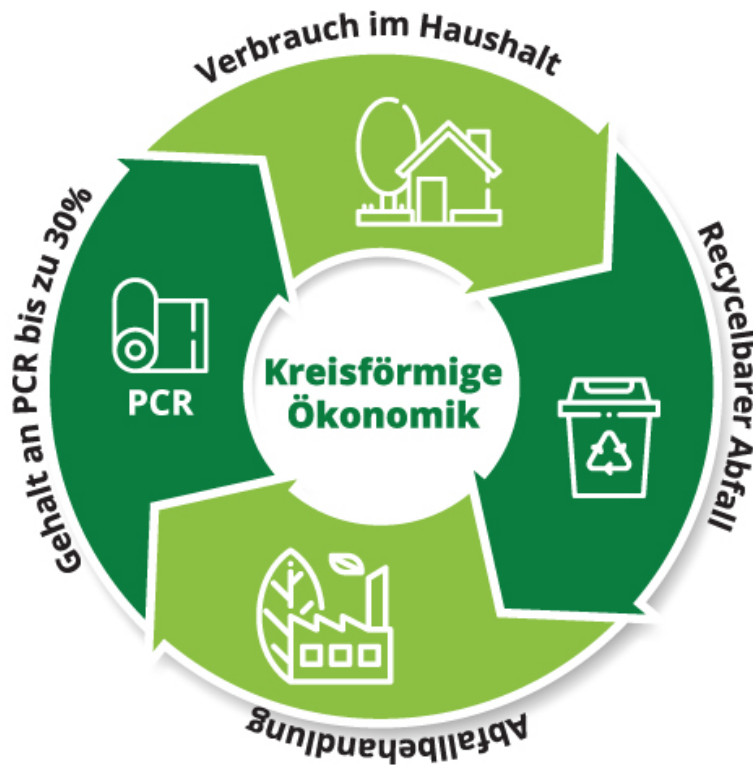 Verbrauch im Haushalt
Recycelbarer Abfall
Abfallbehandlung
Gehalt an PCR bis zu 30%
PCR
Kreisförmige
Ökonomik